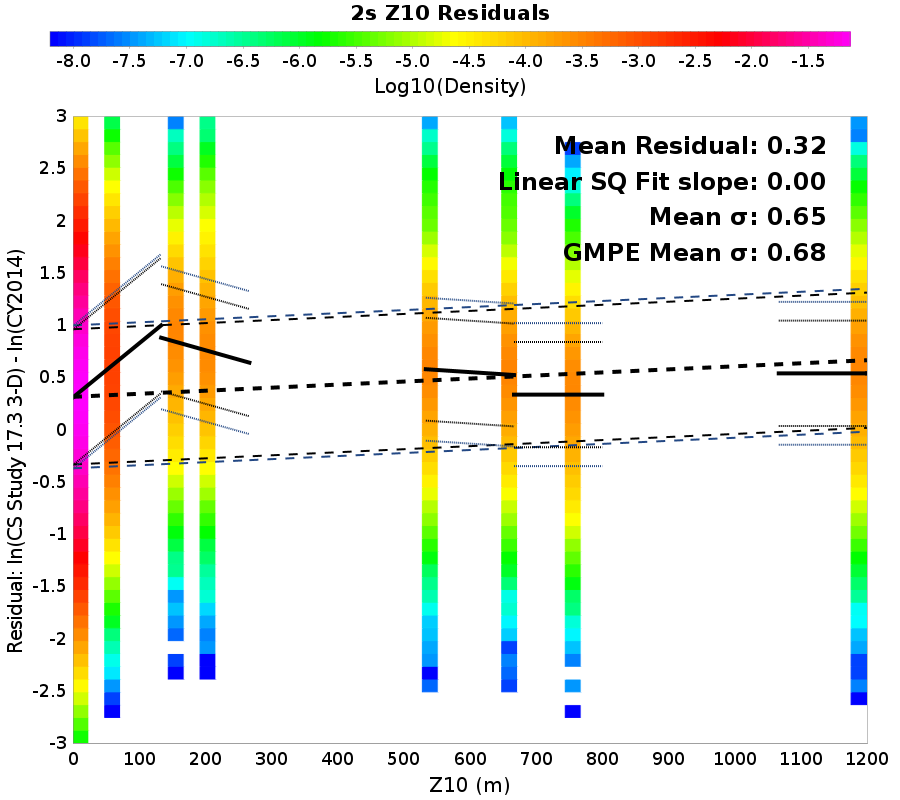 2s Z10 Residuals
-8.0 -7.5 -7.0 -6.5 -6.0 -5.5 -5.0 -4.5 -4.0 -3.5 -3.0 -2.5 -2.0 -1.5
Log10(Density)
Mean Residual: 0.32
Linear SQ Fit slope: 0.00
Mean σ: 0.65
GMPE Mean σ: 0.68
Residual: ln(CS Study 17.3 3-D) - ln(CY2014)
3
2.5
2
1.5
1
0.5
0
-0.5
-1
-1.5
-2
-2.5
-3
0 100 200 300 400 500 600 700 800 900 1000 1100 1200
Z10 (m)